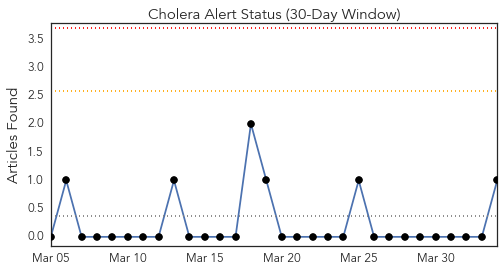 Cholera Alert Status (30-Day Window)
Articles Found
3.5
3.0
2.5
2.0
1.5
1.0
0.5
0.0
Mar 05
Mar 10
Mar 15
Mar 20
Mar 25
Mar 30